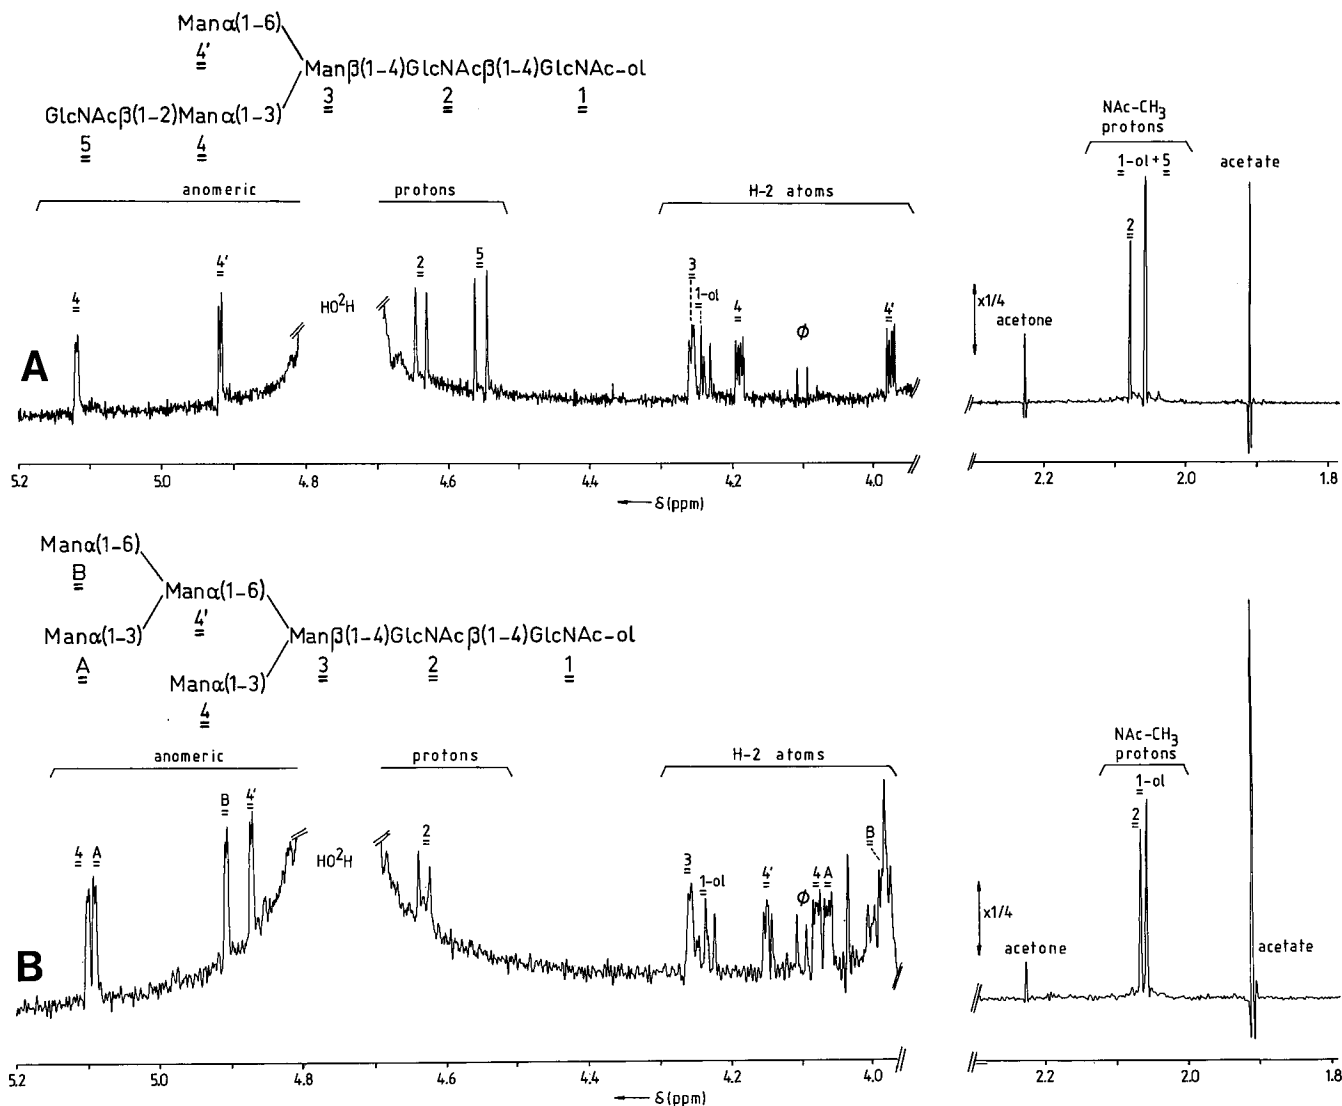 Manα(1-6)
4'
Manβ(1-4)GlcNAcβ(1-4)GlcNAc-ol
3 2 1
GlcNAcβ(1-2)Manα(1-3)
5 4
NAc-CH3
protons
1-ol + 5 acetate
anomeric protons H-2 atoms
2
4 4' HO²H 2 5 3 1-ol 4 Ø 4'
x1/4
acetone
A
5.2 5.0 4.8 4.6 4.4 4.2 4.0 2.2 2.0 1.8
← δ(ppm)
Manα(1-6)
B
Manα(1-6)
4'
Manα(1-3)
A
Manβ(1-4)GlcNAcβ(1-4)GlcNAc-ol
3 2 1
Manα(1-3)
4
NAc-CH3
protons
anomeric protons H-2 atoms
1-ol
2
4 A B 4' HO²H 2 3 1-ol 4' Ø 4 A B
x1/4
acetone acetate
B
5.2 5.0 4.8 4.6 4.4 4.2 4.0 2.2 2.0 1.8
← δ(ppm)